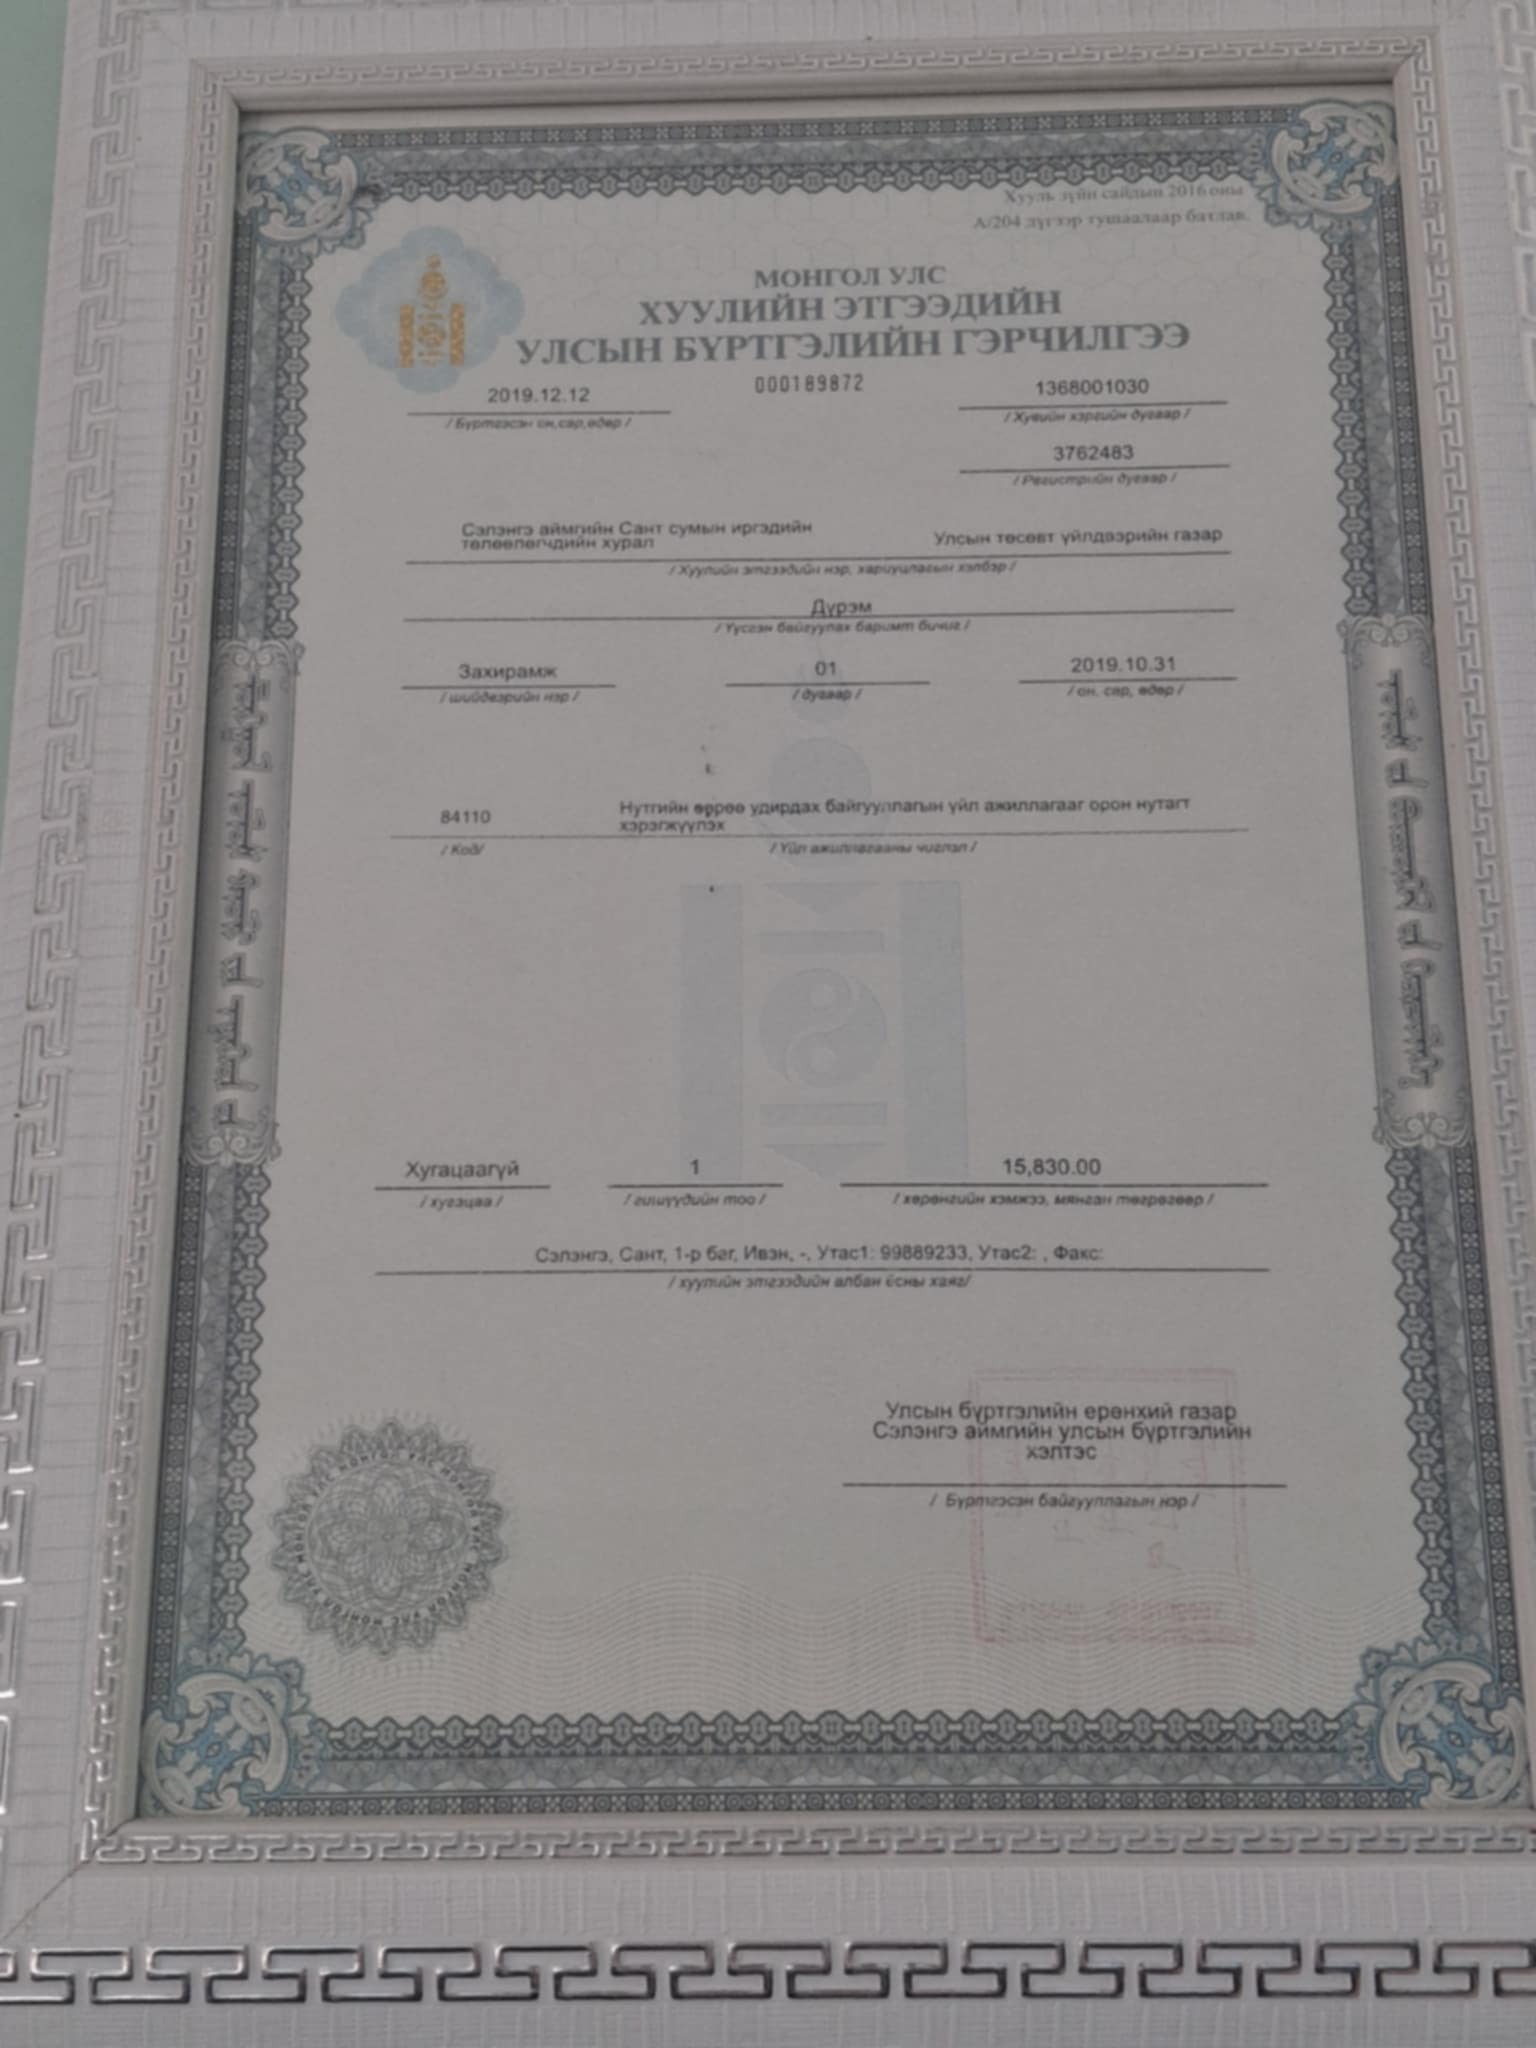 Хууль зүйн сайдын 2016 оны
А/204 дүгээр тушаалаар батлав.
МОНГОЛ УЛС
ХУУЛИЙН ЭТГЭЭДИЙН
УЛСЫН БҮРТГЭЛИЙН ГЭРЧИЛГЭЭ
2019.12.12 000189872 1368001030
/ Бүртгэсэн он,сар,өдөр / / Хувийн хэргийн дугаар /
3762483
/ Регистрийн дугаар /
Сэлэнгэ аймгийн Сант сумын иргэдийн
төлөөлөгчдийн хурал Улсын төсөвт үйлдвэрийн газар
/ Хуулийн этгээдийн нэр, хариуцлагын хэлбэр /
Дүрэм
/ Үүсгэн байгуулах баримт бичиг /
Захирамж 01 2019.10.31
/ шийдвэрийн нэр / / дугаар / / он, сар, өдөр /
84110 Нутгийн өөрөө удирдах байгууллагын үйл ажиллагааг орон нутагт
хэрэгжүүлэх
/ Код/ / Үйл ажиллагааны чиглэл /
Хугацаагүй 1 15,830.00
/ хугацаа / / гишүүдийн тоо / / хөрөнгийн хэмжээ, мянган төгрөгөөр /
Сэлэнгэ, Сант, 1-р баг, Ивэн, -, Утас1: 99889233, Утас2: , Факс:
/ хуулийн этгээдийн албан ёсны хаяг/
Улсын бүртгэлийн ерөнхий газар
Сэлэнгэ аймгийн улсын бүртгэлийн
хэлтэс
/ Бүртгэсэн байгууллагын нэр /